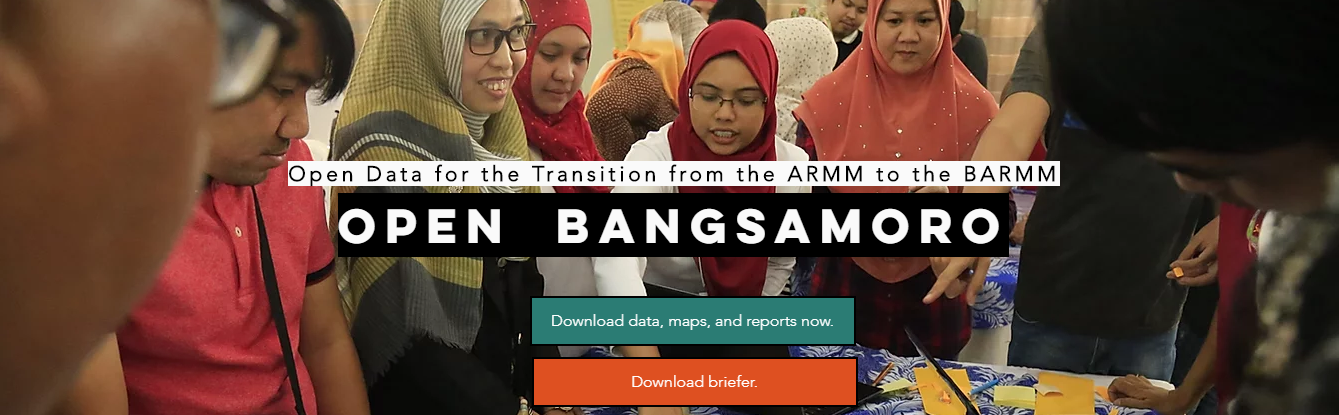 Open Data for the Transition from the ARMM to the BARMM
OPEN BANGSAMORO
Download data, maps, and reports now.
Download briefer.